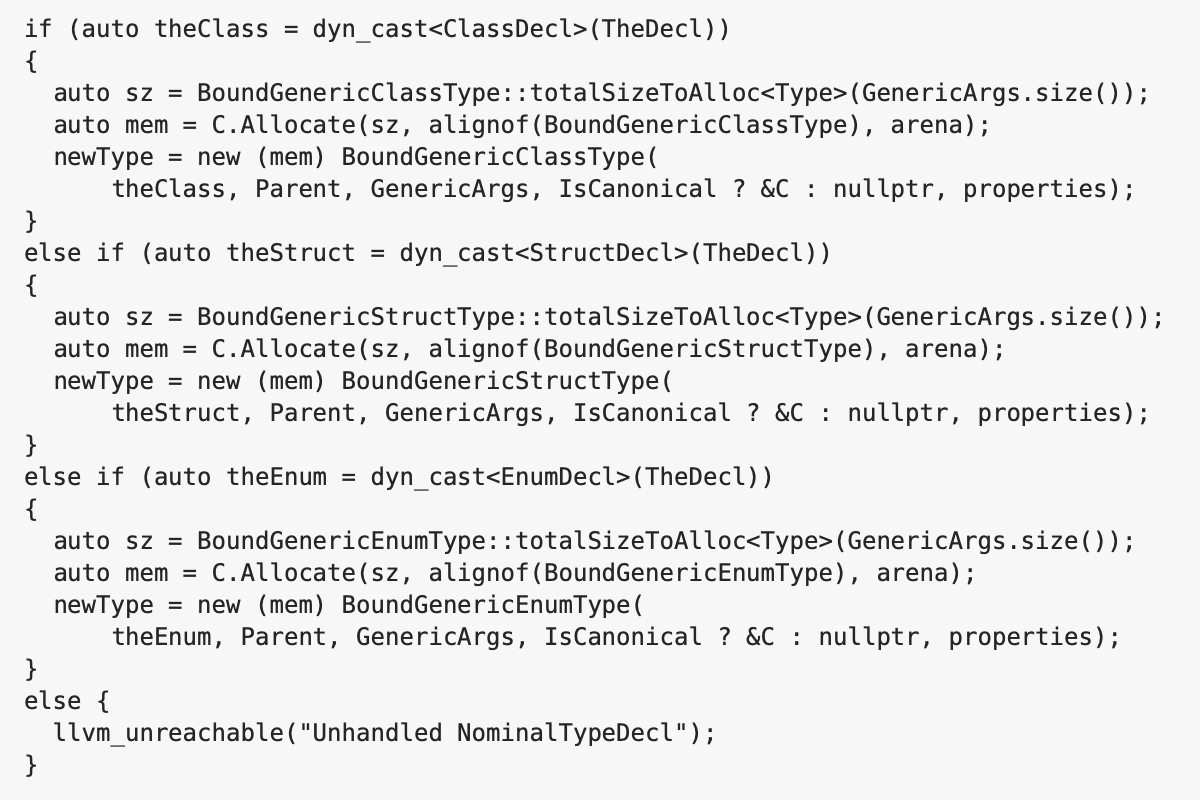 if (auto theClass = dyn_cast<ClassDecl>(TheDecl))
{
  auto sz = BoundGenericClassType::totalSizeToAlloc<Type>(GenericArgs.size());
  auto mem = C.Allocate(sz, alignof(BoundGenericClassType), arena);
  newType = new (mem) BoundGenericClassType(
      theClass, Parent, GenericArgs, IsCanonical ? &C : nullptr, properties);
}
else if (auto theStruct = dyn_cast<StructDecl>(TheDecl))
{
  auto sz = BoundGenericStructType::totalSizeToAlloc<Type>(GenericArgs.size());
  auto mem = C.Allocate(sz, alignof(BoundGenericStructType), arena);
  newType = new (mem) BoundGenericStructType(
      theStruct, Parent, GenericArgs, IsCanonical ? &C : nullptr, properties);
}
else if (auto theEnum = dyn_cast<EnumDecl>(TheDecl))
{
  auto sz = BoundGenericEnumType::totalSizeToAlloc<Type>(GenericArgs.size());
  auto mem = C.Allocate(sz, alignof(BoundGenericEnumType), arena);
  newType = new (mem) BoundGenericEnumType(
      theEnum, Parent, GenericArgs, IsCanonical ? &C : nullptr, properties);
}
else {
  llvm_unreachable("Unhandled NominalTypeDecl");
}